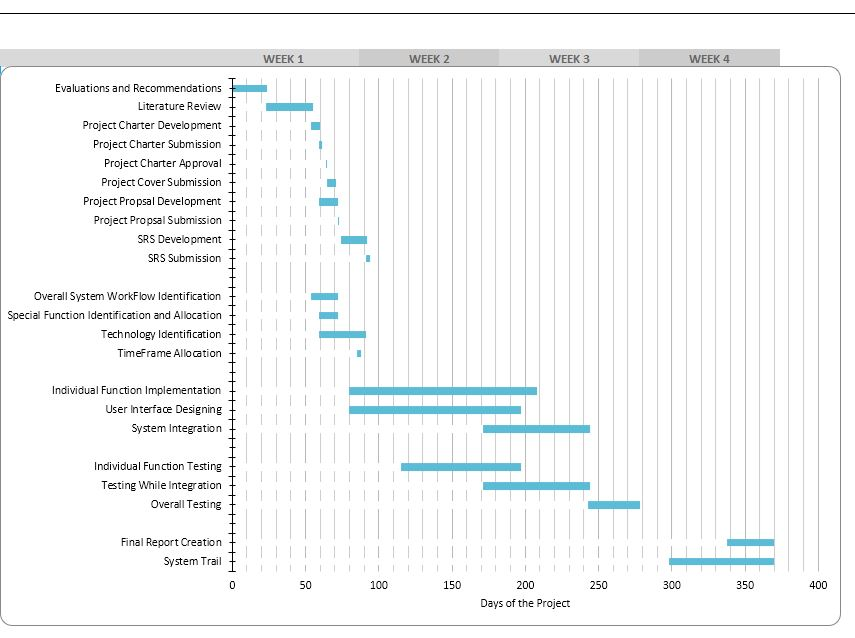 WEEK 1 WEEK 2 WEEK 3 WEEK 4
Evaluations and Recommendations
Literature Review
Project Charter Development
Project Charter Submission
Project Charter Approval
Project Cover Submission
Project Propsal Development
Project Propsal Submission
SRS Development
SRS Submission
Overall System WorkFlow Identification
Special Function Identification and Allocation
Technology Identification
TimeFrame Allocation
Individual Function Implementation
User Interface Designing
System Integration
Individual Function Testing
Testing While Integration
Overall Testing
Final Report Creation
System Trail
0 50 100 150 200 250 300 350 400
Days of the Project